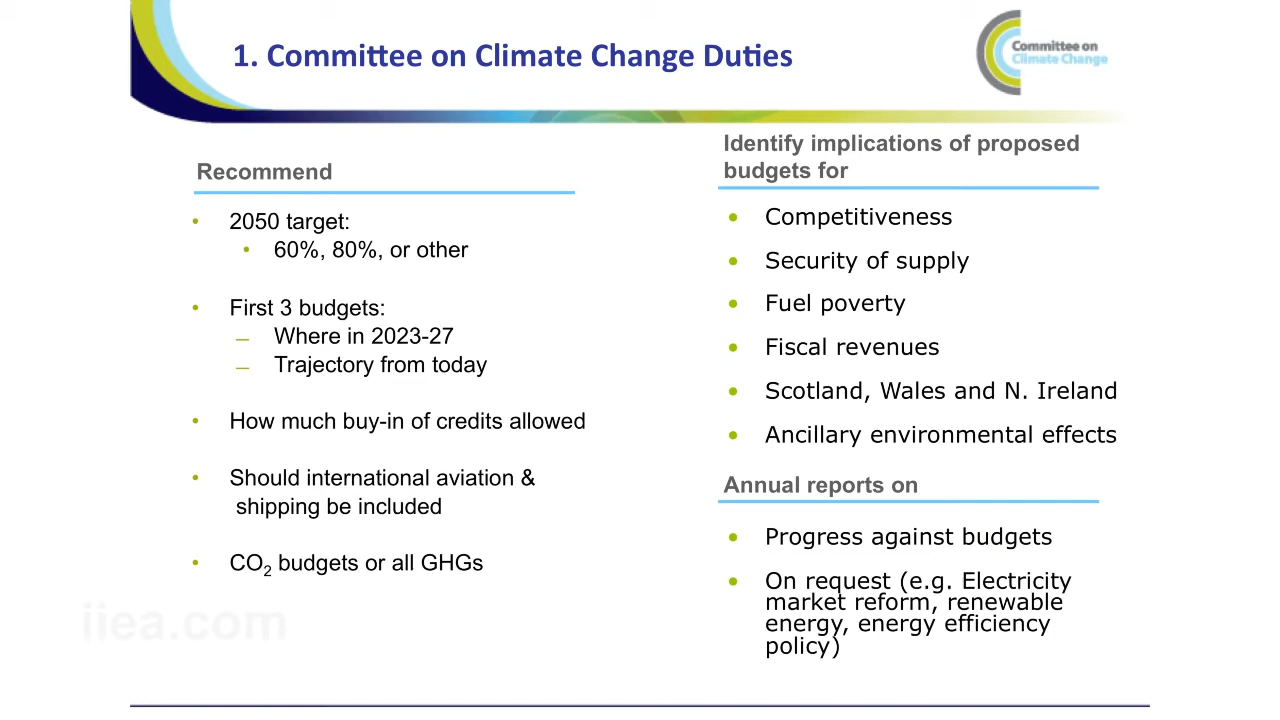 1. Committee on Climate Change Duties
Committee on
Climate Change
Recommend
• 2050 target:
• 60%, 80%, or other
• First 3 budgets:
– Where in 2023-27
– Trajectory from today
• How much buy-in of credits allowed
• Should international aviation &
shipping be included
• CO₂ budgets or all GHGs
Identify implications of proposed
budgets for
• Competitiveness
• Security of supply
• Fuel poverty
• Fiscal revenues
• Scotland, Wales and N. Ireland
• Ancillary environmental effects
Annual reports on
• Progress against budgets
• On request (e.g. Electricity
market reform, renewable
energy, energy efficiency
policy)
iiea.com